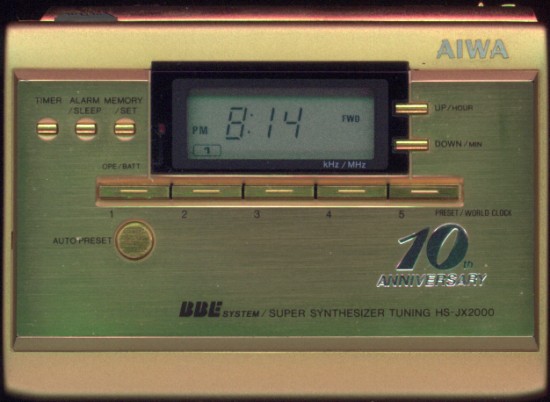 AIWA
TIMER ALARM/SLEEP MEMORY/SET
PM 8:14 FWD
kHz / MHz
UP/HOUR
DOWN/MIN
OPE/BATT
1 2 3 4 5 PRESET/WORLD CLOCK
AUTO PRESET
10th
ANNIVERSARY
BBE SYSTEM / SUPER SYNTHESIZER TUNING HS-JX2000